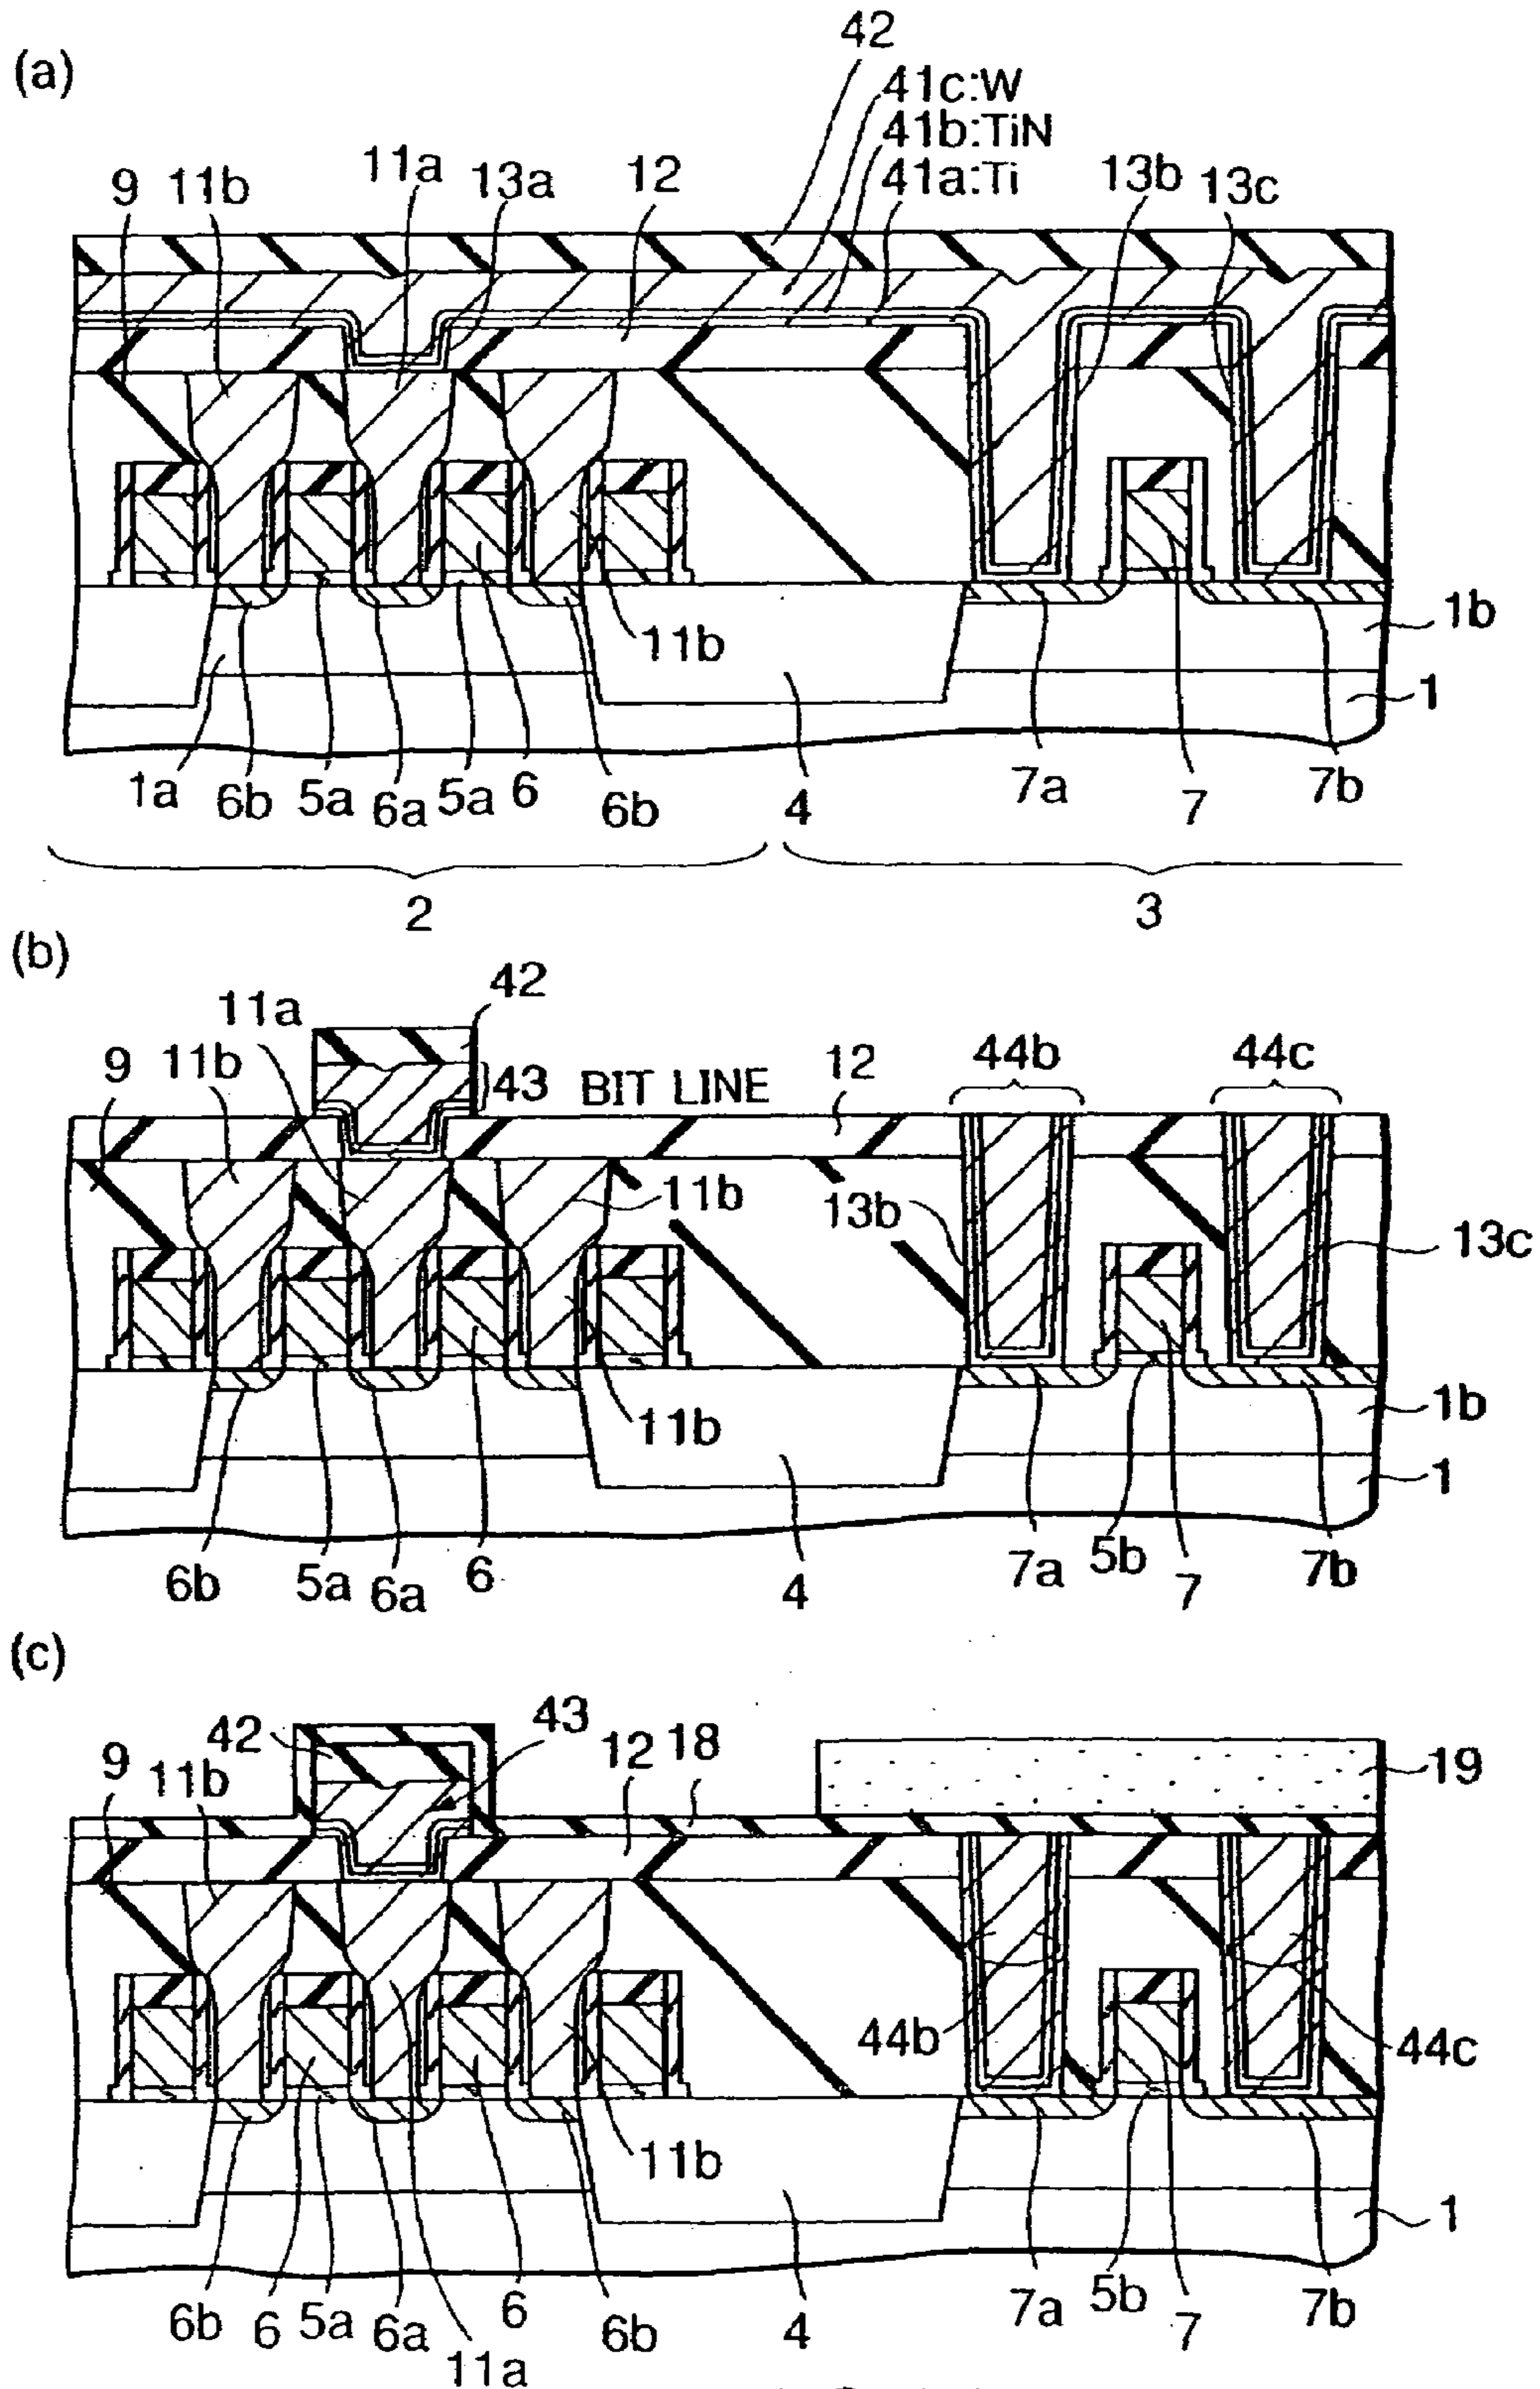 (a)
42
41c:W
41b:TiN
41a:Ti
9 11b 11a 13a 12 13b 13c
11b
1b
1
1a 6b 5a 6a 5a 6 6b 4 7a 7 7b
2 3
(b)
42
11a
9 11b 43 BIT LINE 12 44b 44c
11b 13b 13c
11b
1b
1
6b 5a 6a 6 4 7a 5b 7 7b
(c)
42 43
9 11b 12 18 19
44b 44c
11b
1
6b 6 5a 6a 11a 6 6b 4 7a 5b 7 7b